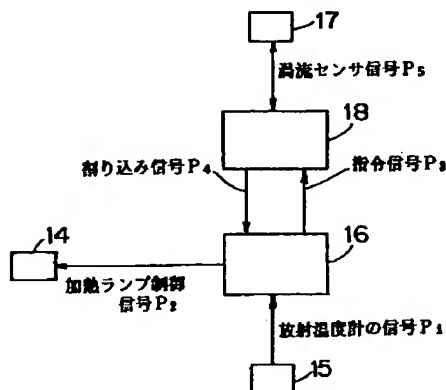 17
渦流センサ信号P₅
18
割り込み信号P₄
指令信号P₃
14
16
加熱ランプ制御
信号P₂
放射温度計の信号P₁
15